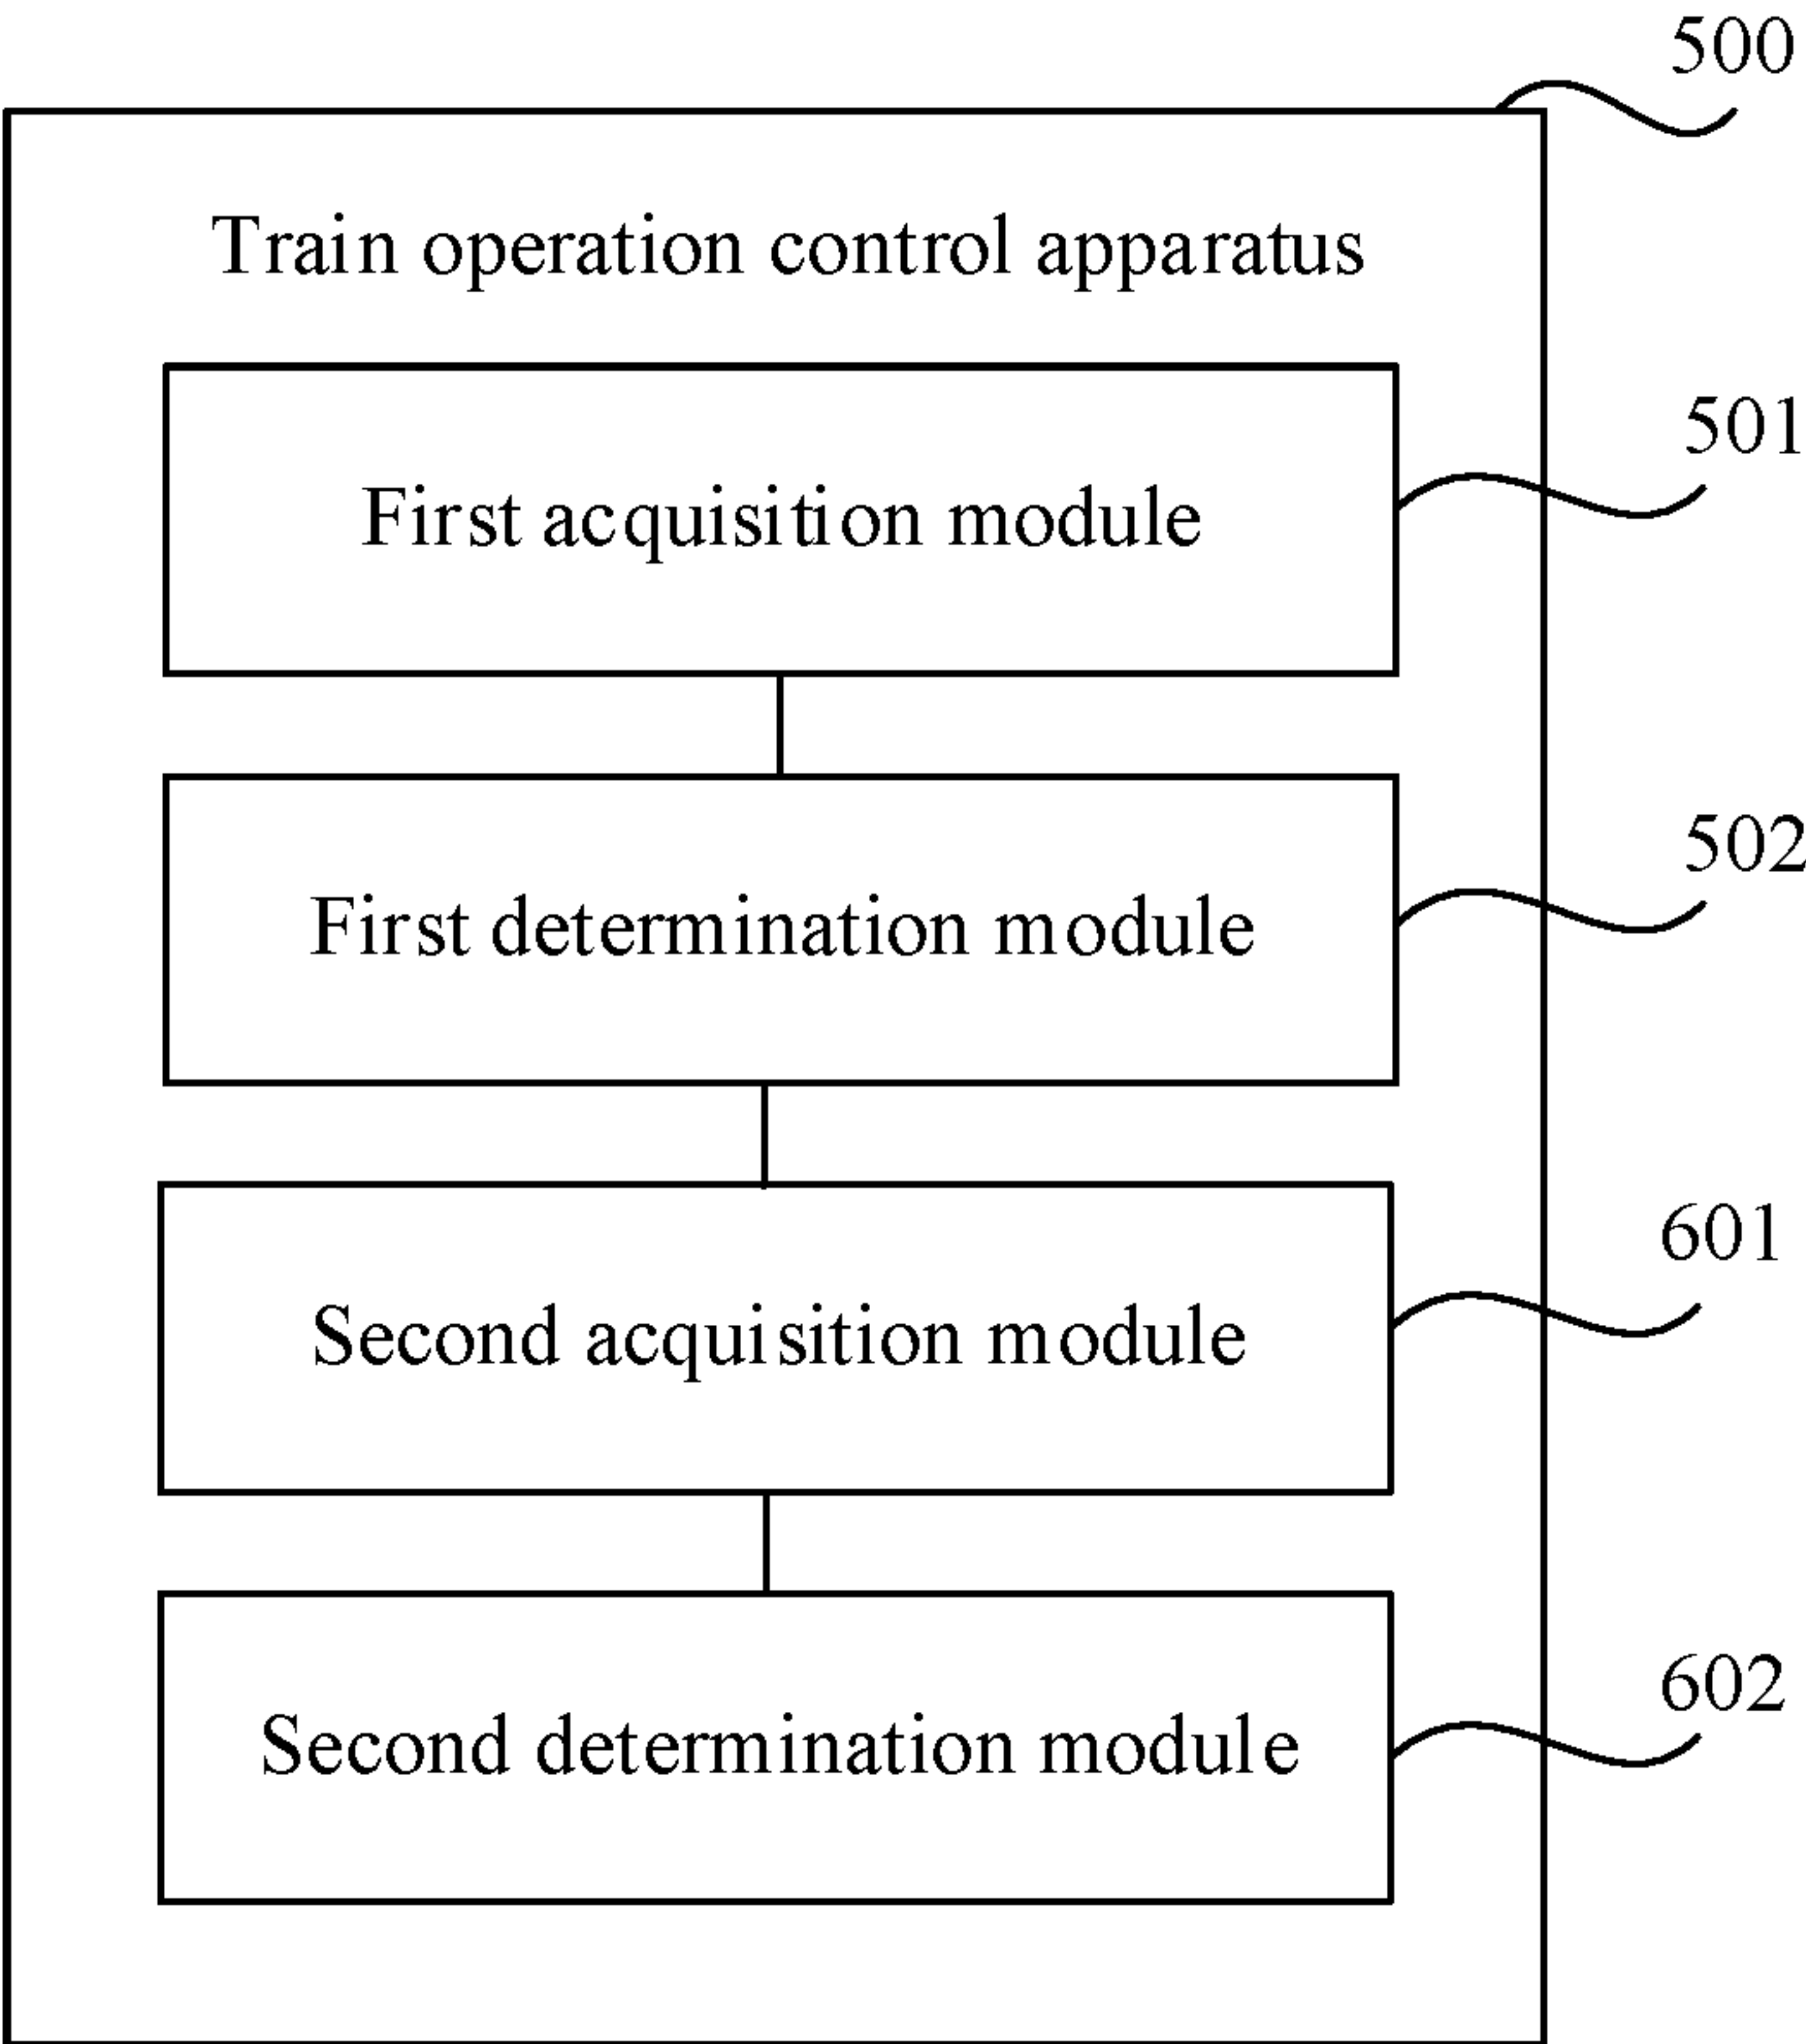 500
Train operation control apparatus
501
First acquisition module
502
First determination module
601
Second acquisition module
602
Second determination module